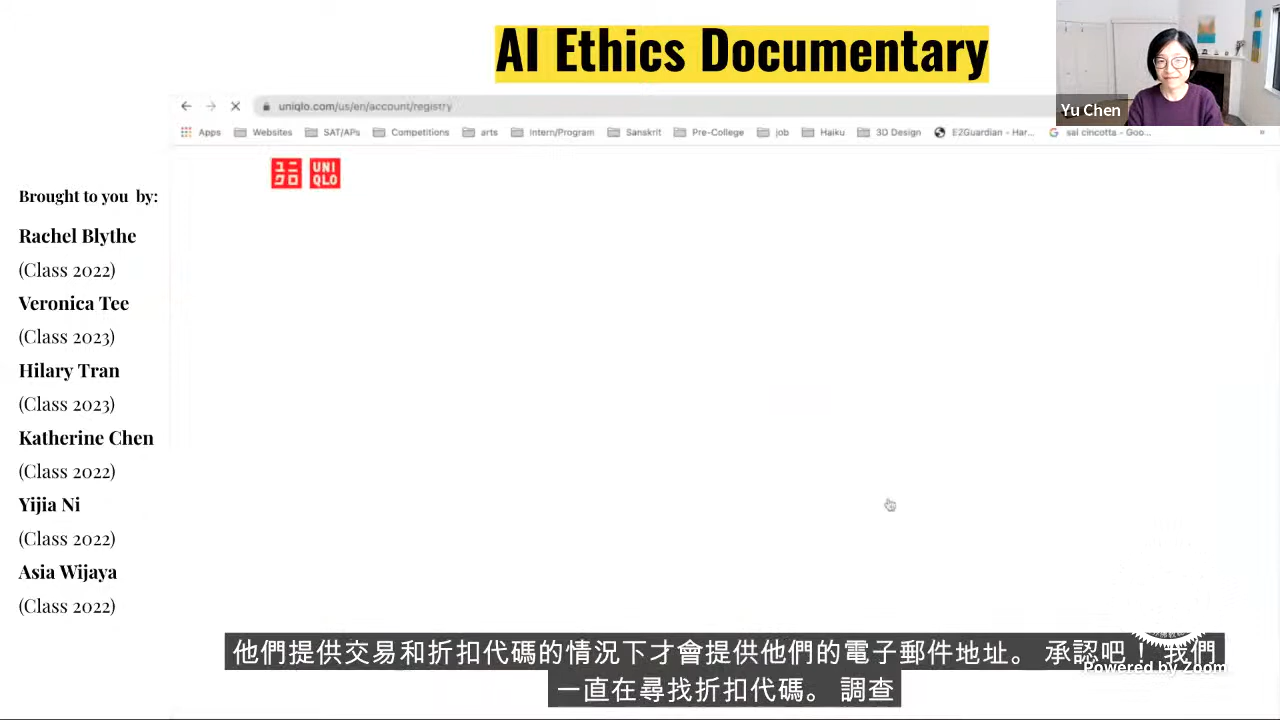 AI Ethics Documentary
Yu Chen
uniqlo.com/us/en/account/registry
Apps Websites SAT/APs Competitions arts Intern/Program Sanskrit Pre-College job Haiku 3D Design EZGuardian - Har... sal cincotta - Goo... »
ユニ UNI
クロ QLO
Brought to you by:
Rachel Blythe
(Class 2022)
Veronica Tee
(Class 2023)
Hilary Tran
(Class 2023)
Katherine Chen
(Class 2022)
Yijia Ni
(Class 2022)
Asia Wijaya
(Class 2022)
他們提供交易和折扣代碼的情況下才會提供他們的電子郵件地址。 承認吧！ 我們
一直在尋找折扣代碼。 調查
Powered by Zoom